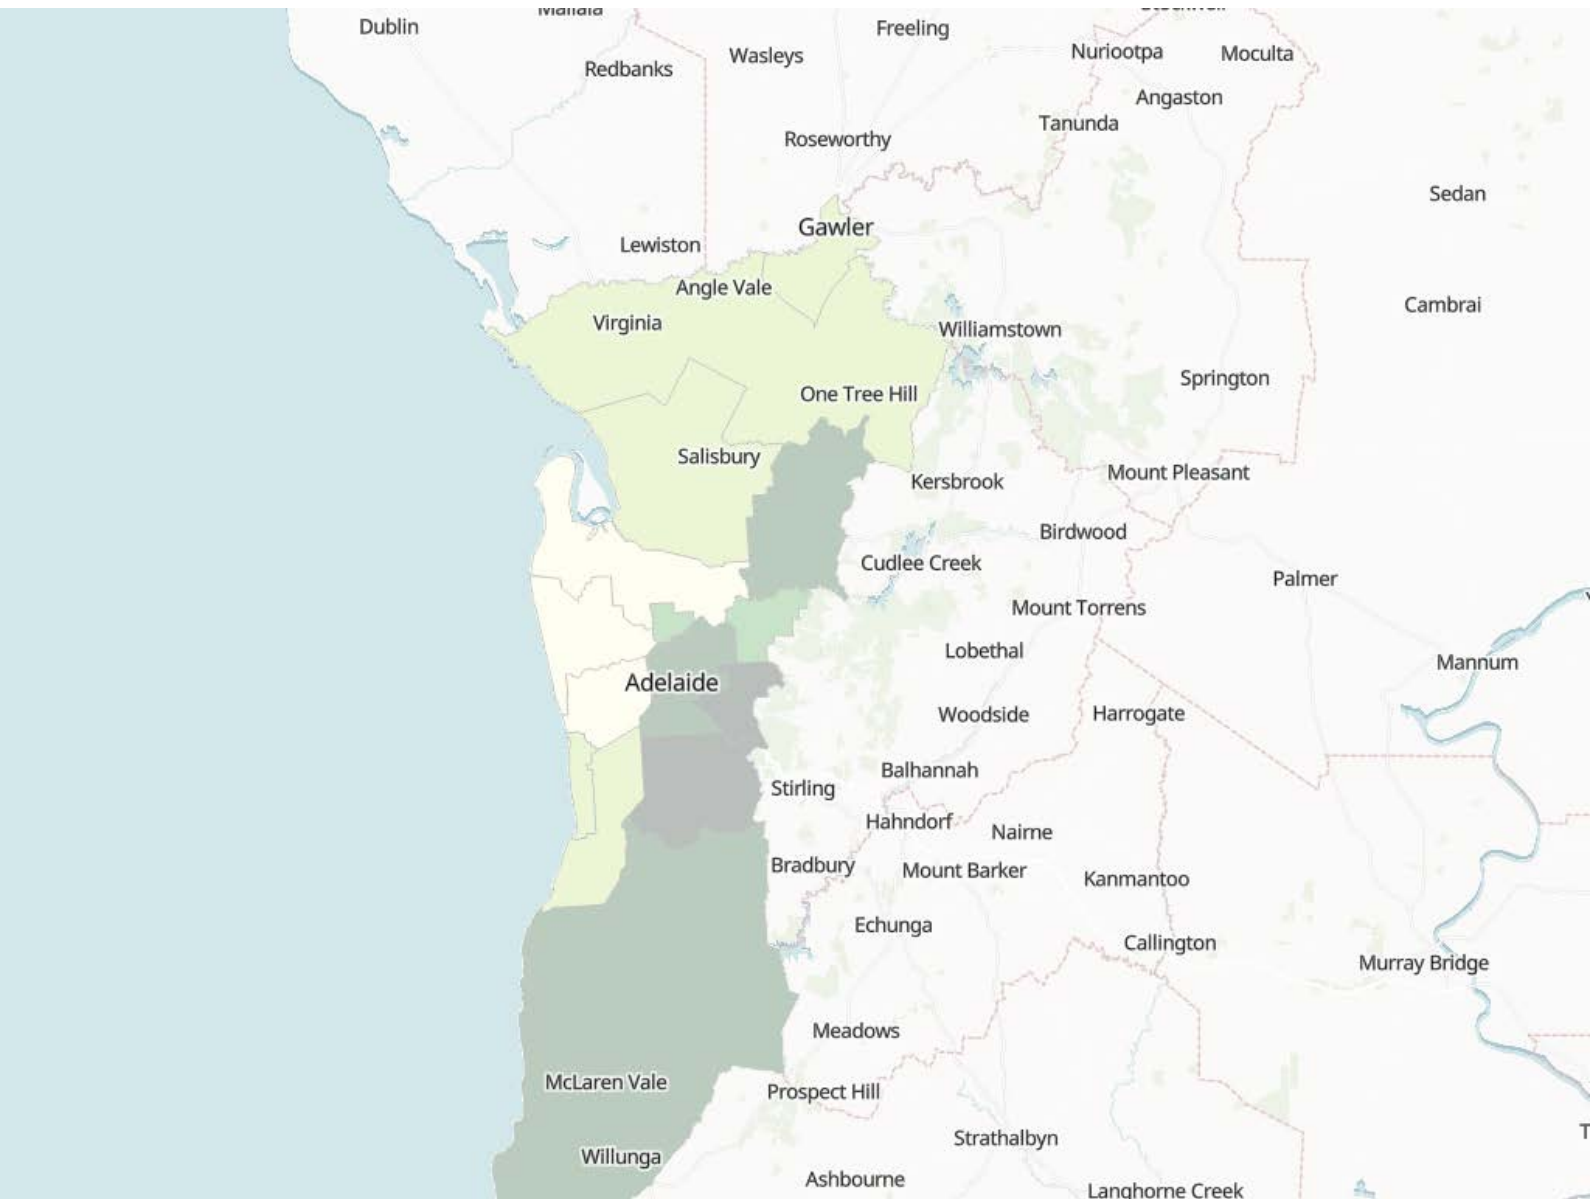 Dublin
Freeling
Redbanks
Wasleys
Nuriootpa
Moculta
Angaston
Tanunda
Roseworthy
Sedan
Gawler
Lewiston
Angle Vale
Cambrai
Virginia
Williamstown
Springton
One Tree Hill
Salisbury
Mount Pleasant
Kersbrook
Birdwood
Cudlee Creek
Palmer
Mount Torrens
Lobethal
Mannum
Adelaide
Woodside
Harrogate
Balhannah
Stirling
Hahndorf
Nairne
Bradbury
Mount Barker
Kanmantoo
Echunga
Callington
Murray Bridge
Meadows
McLaren Vale
Prospect Hill
Strathalbyn
Willunga
Ashbourne
Langhorne Creek